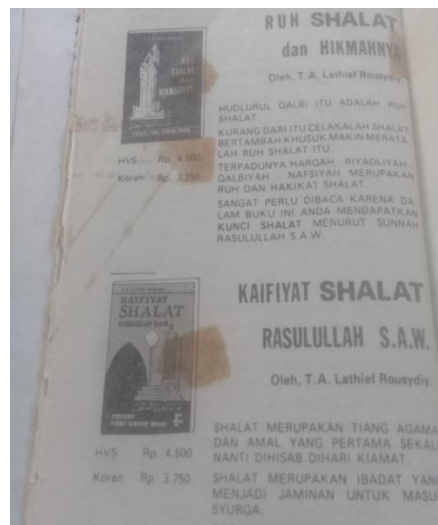 RUH SHALAT
dan HIKMAHNYA
Oleh, T.A. Lathief Rousydiy
RUH
SHALAT
dan
HIKMAHNYA
HUDLURUL QALBI ITU ADALAH RUH
SHALAT
KURANG DARI ITU CELAKALAH SHALAT
BERTAMBAH KHUSUK MAKIN MERATA
LAH RUH SHALAT ITU.
TERPADUNYA HARQAH - RIYADLIYAH -
QALBIYAH - NAFSIYAH MERUPAKAN
RUH DAN HAKIKAT SHALAT.
SANGAT PERLU DIBACA KARENA DA-
LAM BUKU INI ANDA MENDAPATKAN
KUNCI SHALAT MENURUT SUNNAH
RASULULLAH S.A.W.
HVS Rp. 4.000
Koran Rp. 3.250
KAIFIYAT SHALAT
RASULULLAH S.A.W.
Oleh, T.A. Lathief Rousydiy
KAIFIYAT
SHALAT
RASULULLAH S.A.W.
HVS Rp. 4.500
Koran Rp. 3.750
SHALAT MERUPAKAN TIANG AGAMA
DAN AMAL YANG PERTAMA SEKALI
NANTI DIHISAB DIHARI KIAMAT.
SHALAT MERUPAKAN IBADAT YANG
MENJADI JAMINAN UNTUK MASUK
SYURGA.